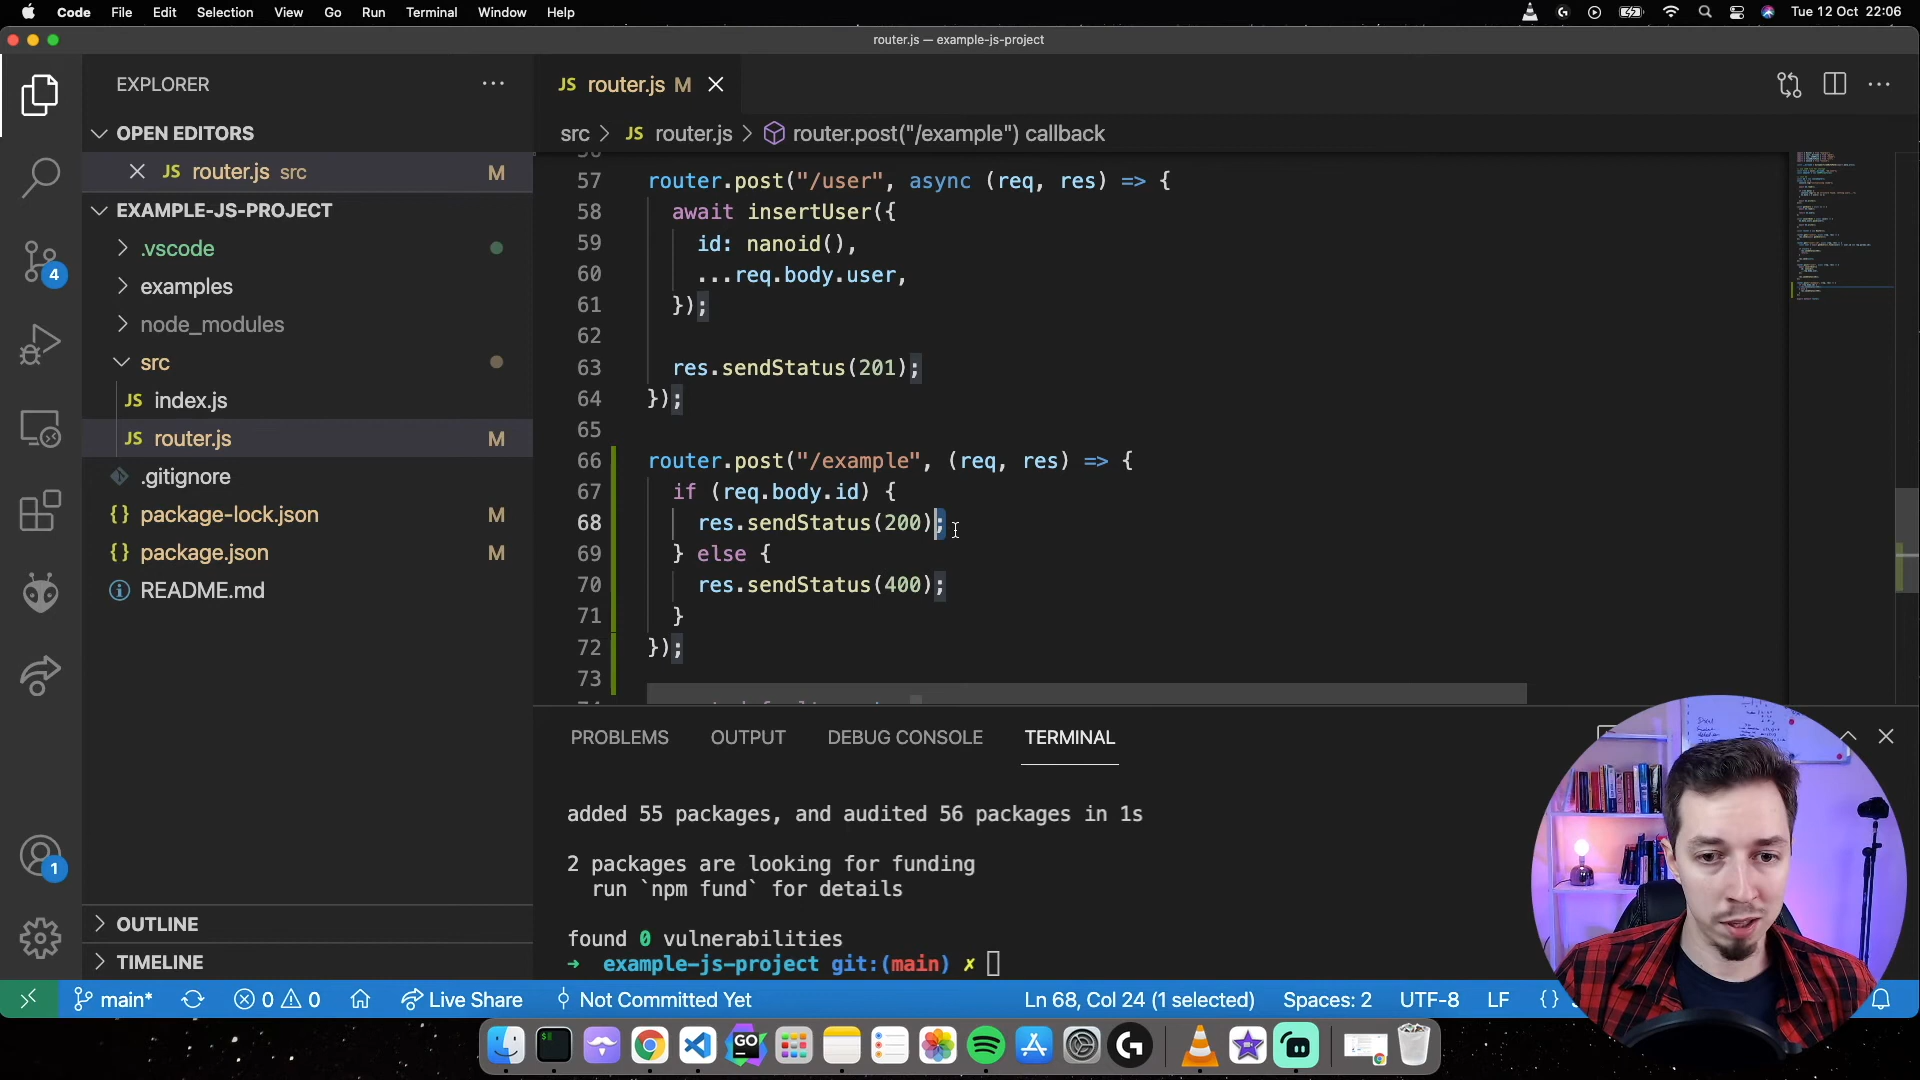 Code File Edit Selection View Go Run Terminal Window Help Tue 12 Oct 22:06
router.js — example-js-project
EXPLORER
OPEN EDITORS
JS router.js src M
EXAMPLE-JS-PROJECT
.vscode
examples
node_modules
src
JS index.js
JS router.js M
.gitignore
{} package-lock.json M
{} package.json M
README.md
OUTLINE
TIMELINE
4
1
JS router.js M
src > JS router.js > router.post("/example") callback
57 router.post("/user", async (req, res) => {
58 await insertUser({
59 id: nanoid(),
60 ...req.body.user,
61 });
62
63 res.sendStatus(201);
64 });
65
66 router.post("/example", (req, res) => {
67 if (req.body.id) {
68 res.sendStatus(200);
69 } else {
70 res.sendStatus(400);
71 }
72 });
73
PROBLEMS OUTPUT DEBUG CONSOLE TERMINAL
added 55 packages, and audited 56 packages in 1s
2 packages are looking for funding
run `npm fund` for details
found 0 vulnerabilities
➜ example-js-project git:(main) ✗
main* 0 0 Live Share Not Committed Yet Ln 68, Col 24 (1 selected) Spaces: 2 UTF-8 LF {}
GO